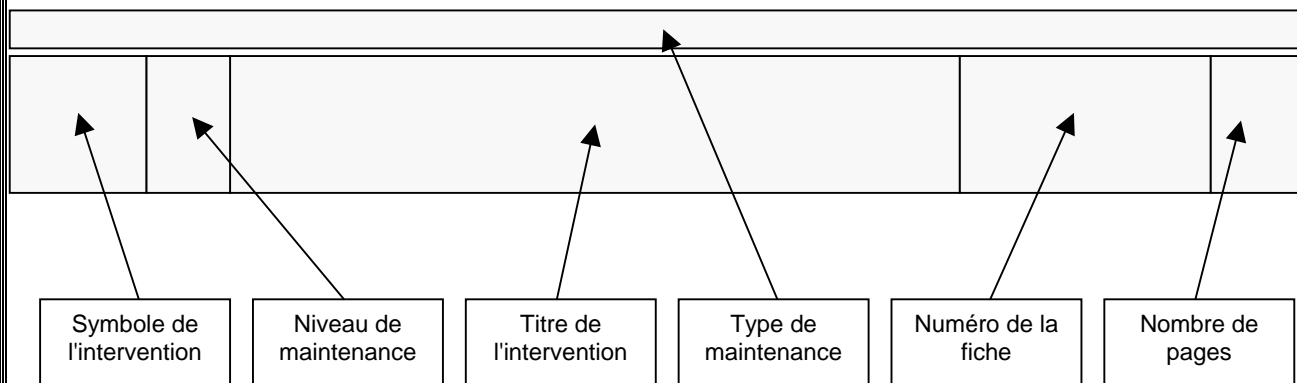 Symbole de
l'intervention
Niveau de
maintenance
Titre de
l'intervention
Type de
maintenance
Numéro de la
fiche
Nombre de
pages